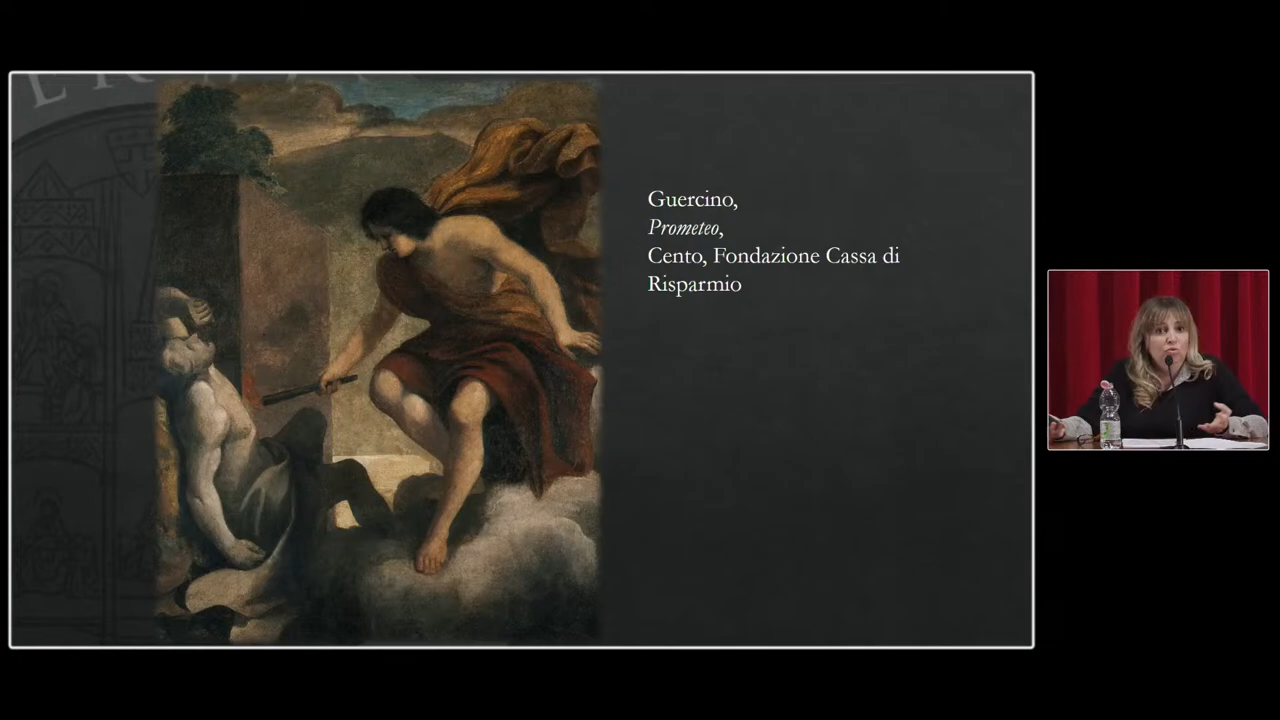 Guercino,
Prometeo,
Cento, Fondazione Cassa di
Risparmio